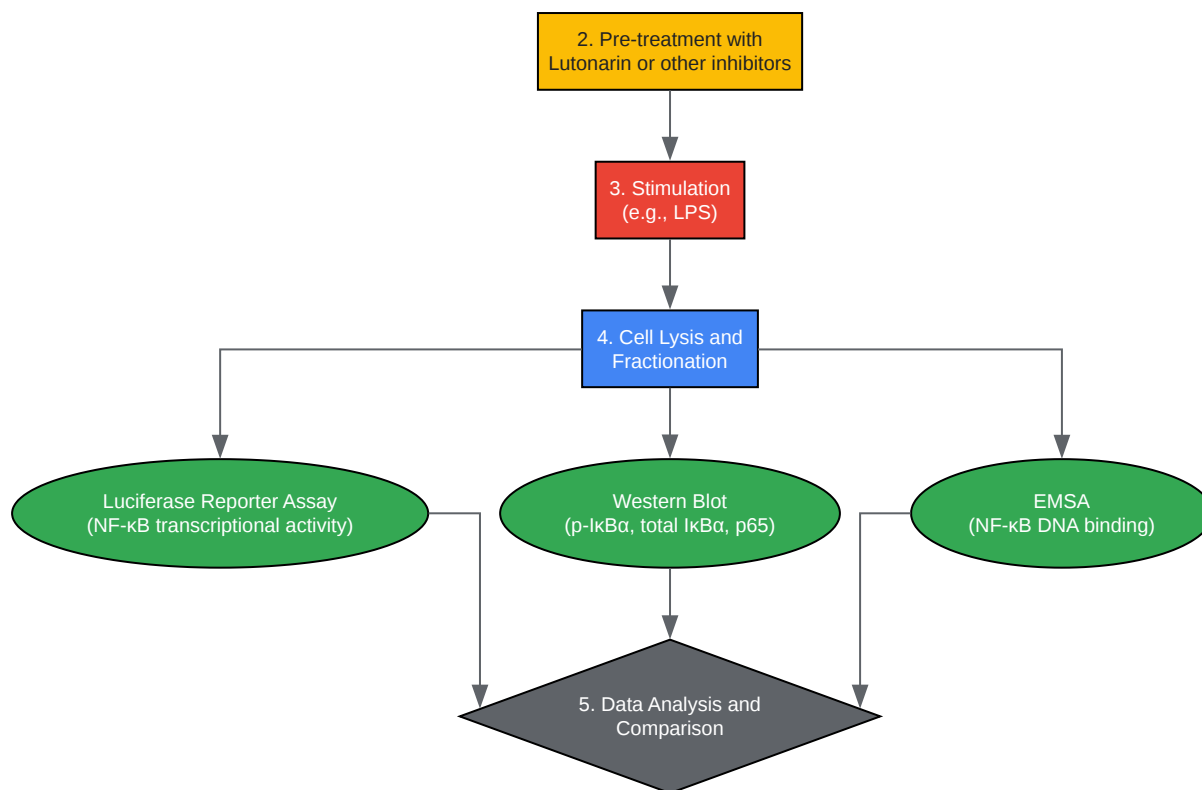 2. Pre-treatment with
Lutonarin or other inhibitors
3. Stimulation
(e.g., LPS)
4. Cell Lysis and
Fractionation
Luciferase Reporter Assay
(NF-κB transcriptional activity)
Western Blot
(p-IκBα, total IκBα, p65)
EMSA
(NF-κB DNA binding)
5. Data Analysis and
Comparison